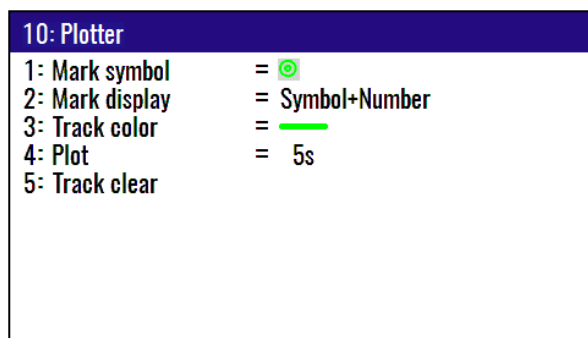 10: Plotter
1: Mark symbol =
2: Mark display = Symbol+Number
3: Track color =
4: Plot = 5s
5: Track clear